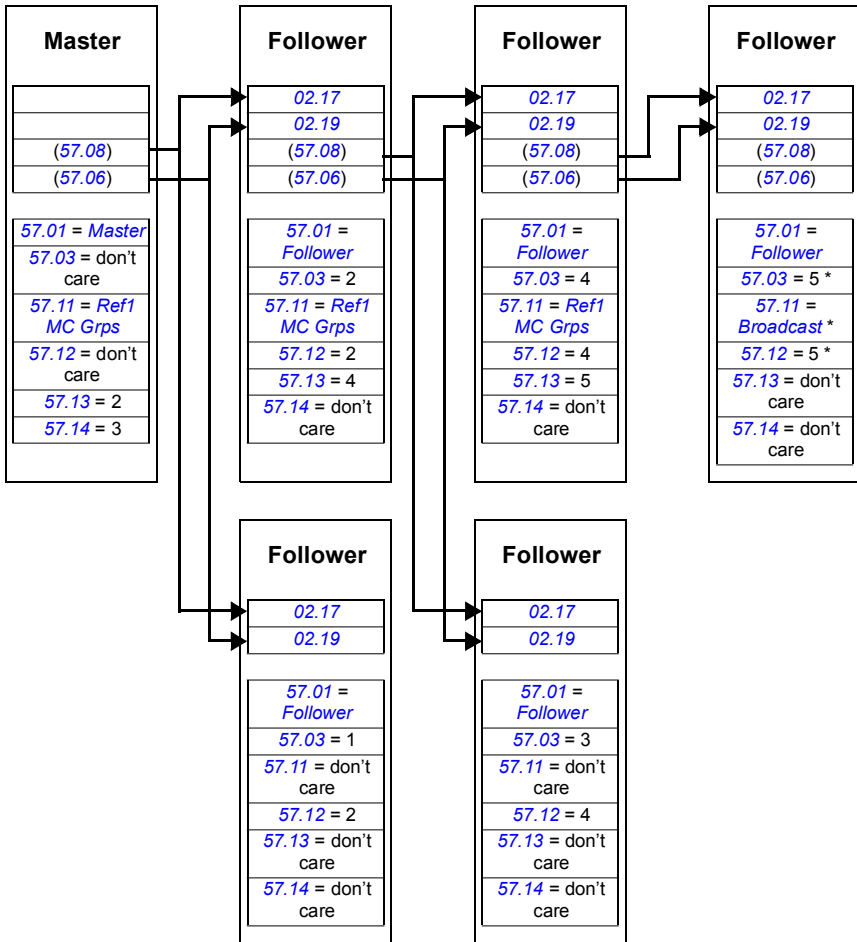 Master
(57.08)
(57.06)
57.01 = Master
57.03 = don't
care
57.11 = Ref1
MC Grps
57.12 = don't
care
57.13 = 2
57.14 = 3
Follower
02.17
02.19
(57.08)
(57.06)
57.01 =
Follower
57.03 = 2
57.11 = Ref1
MC Grps
57.12 = 2
57.13 = 4
57.14 = don't
care
Follower
02.17
02.19
(57.08)
(57.06)
57.01 =
Follower
57.03 = 4
57.11 = Ref1
MC Grps
57.12 = 4
57.13 = 5
57.14 = don't
care
Follower
02.17
02.19
(57.08)
(57.06)
57.01 =
Follower
57.03 = 5 *
57.11 =
Broadcast *
57.12 = 5 *
57.13 = don't
care
57.14 = don't
care
Follower
02.17
02.19
57.01 =
Follower
57.03 = 1
57.11 = don't
care
57.12 = 2
57.13 = don't
care
57.14 = don't
care
Follower
02.17
02.19
57.01 =
Follower
57.03 = 3
57.11 = don't
care
57.12 = 4
57.13 = don't
care
57.14 = don't
care